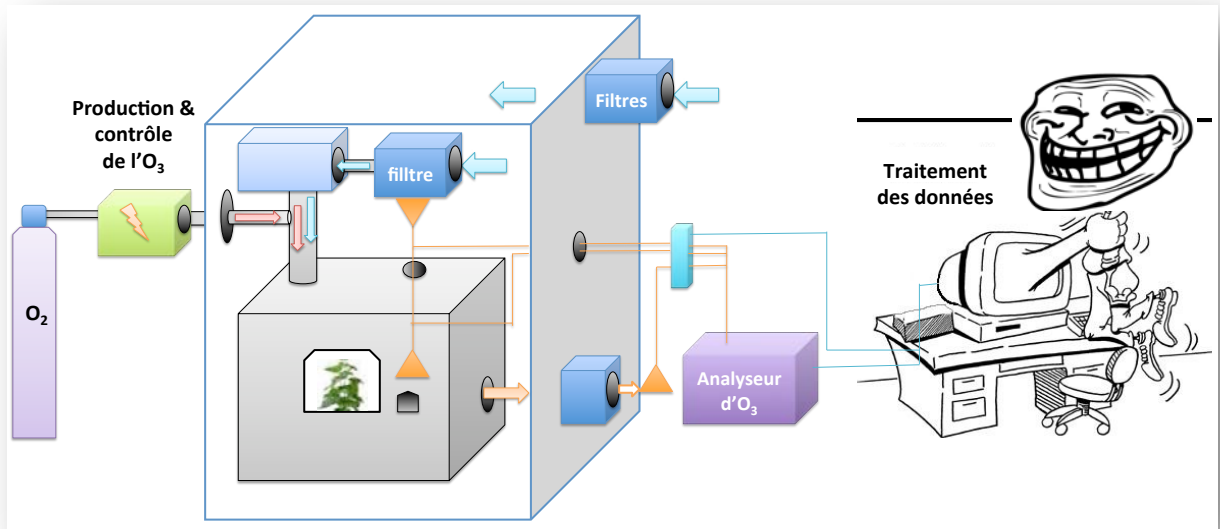 Production &
contrôle
de l'O₃
O₂
filltre
Filtres
Analyseur
d'O₃
Traitement
des données